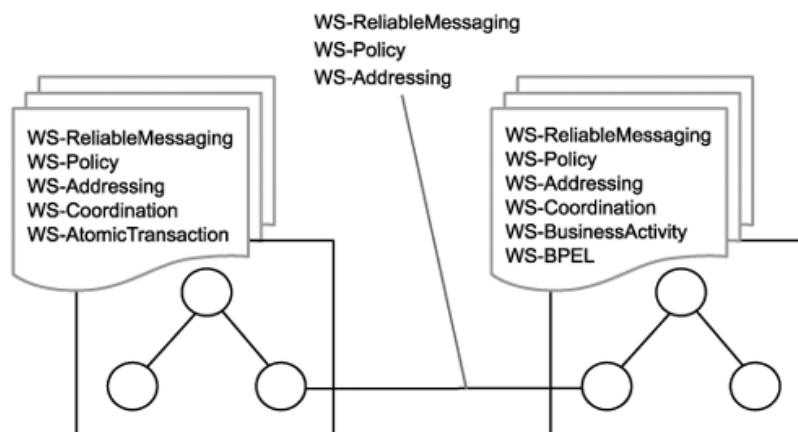 WS-ReliableMessaging
WS-Policy
WS-Addressing
WS-ReliableMessaging
WS-Policy
WS-Addressing
WS-Coordination
WS-AtomicTransaction
WS-ReliableMessaging
WS-Policy
WS-Addressing
WS-Coordination
WS-BusinessActivity
WS-BPEL